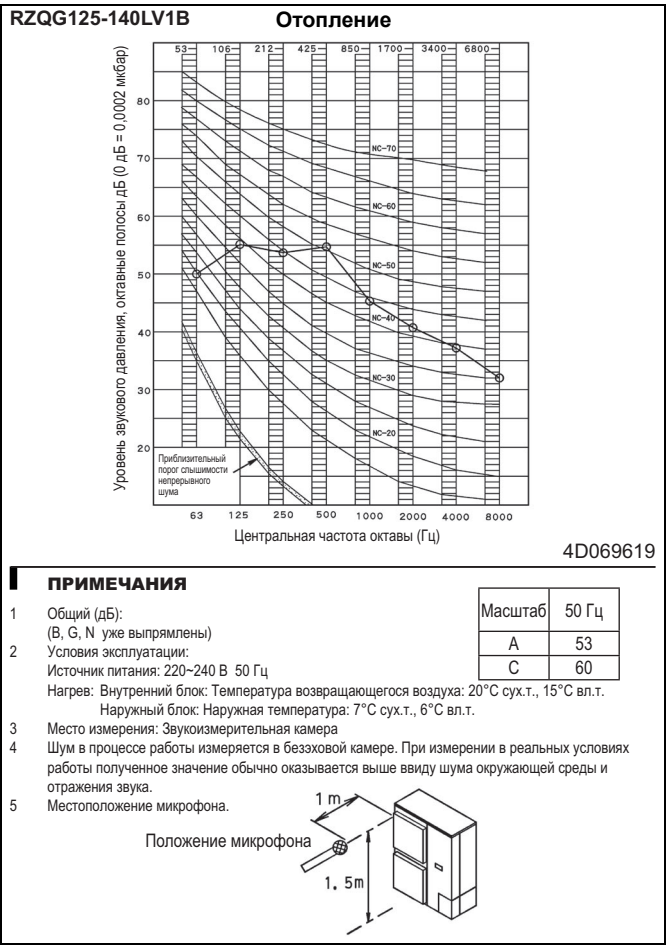 RZQG125-140LV1B Отопление
53 106 212 425 850 1700 3400 6800
Уровень звукового давления, октавные полосы дБ (0 дБ = 0,0002 мкбар)
80
70
60
50
40
30
20
NC-70
NC-60
NC-50
NC-40
NC-30
NC-20
Приблизительный
порог слышимости
непрерывного
шума
63 125 250 500 1000 2000 4000 8000
Центральная частота октавы (Гц)
4D069619
ПРИМЕЧАНИЯ
1 Общий (дБ):
(B, G, N уже выпрямлены)
Масштаб 50 Гц
A 53
C 60
2 Условия эксплуатации:
Источник питания: 220~240 В 50 Гц
Нагрев: Внутренний блок: Температура возвращающегося воздуха: 20°C сух.т., 15°C вл.т.
Наружный блок: Наружная температура: 7°C сух.т., 6°C вл.т.
3 Место измерения: Звукоизмерительная камера
4 Шум в процессе работы измеряется в безэховой камере. При измерении в реальных условиях
работы полученное значение обычно оказывается выше ввиду шума окружающей среды и
отражения звука.
5 Местоположение микрофона.
1 m
Положение микрофона
1. 5m